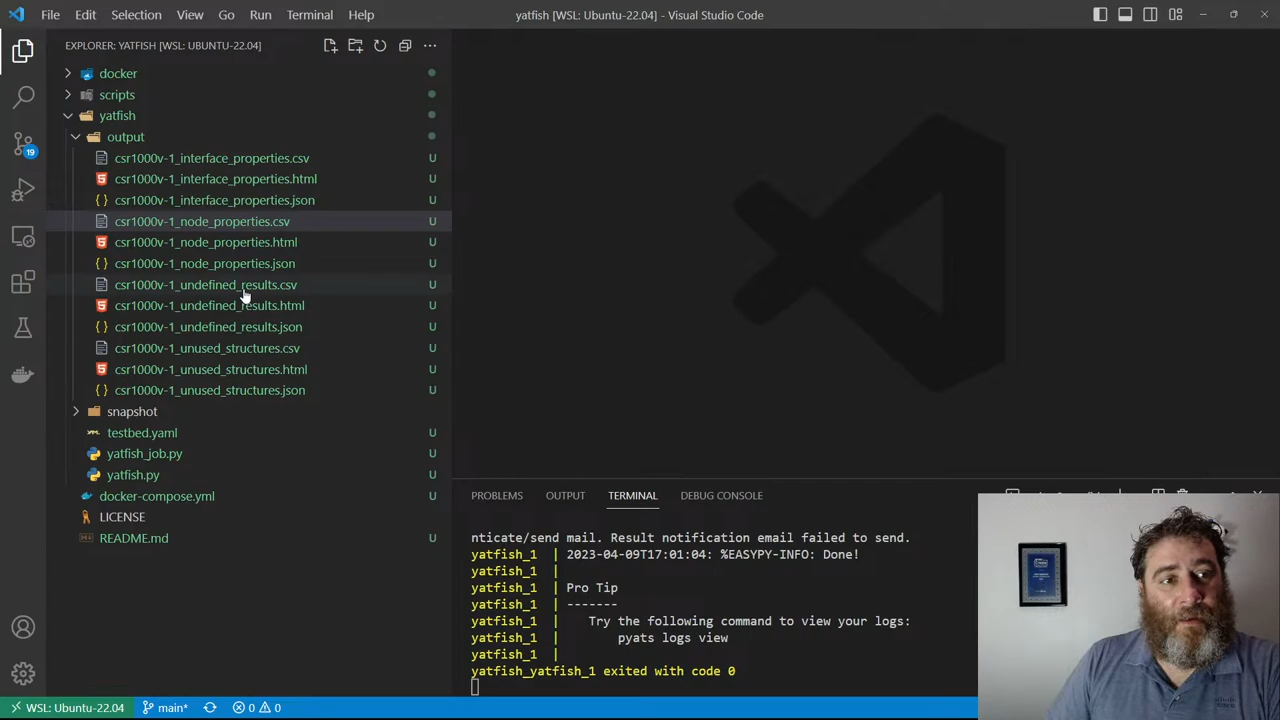 File Edit Selection View Go Run Terminal Help
yatfish [WSL: Ubuntu-22.04] - Visual Studio Code
EXPLORER: YATFISH [WSL: UBUNTU-22.04]
docker
scripts
yatfish
output
csr1000v-1_interface_properties.csv U
csr1000v-1_interface_properties.html U
csr1000v-1_interface_properties.json U
csr1000v-1_node_properties.csv U
csr1000v-1_node_properties.html U
csr1000v-1_node_properties.json U
csr1000v-1_undefined_results.csv U
csr1000v-1_undefined_results.html U
csr1000v-1_undefined_results.json U
csr1000v-1_unused_structures.csv U
csr1000v-1_unused_structures.html U
csr1000v-1_unused_structures.json U
snapshot
testbed.yaml U
yatfish_job.py U
yatfish.py U
docker-compose.yml U
LICENSE
README.md U
19
PROBLEMS OUTPUT TERMINAL DEBUG CONSOLE
nticate/send mail. Result notification email failed to send.
yatfish_1 | 2023-04-09T17:01:04: %EASYPY-INFO: Done!
yatfish_1 |
yatfish_1 | Pro Tip
yatfish_1 | -------
yatfish_1 | Try the following command to view your logs:
yatfish_1 | pyats logs view
yatfish_1 |
yatfish_yatfish_1 exited with code 0
WSL: Ubuntu-22.04 main* 0 0